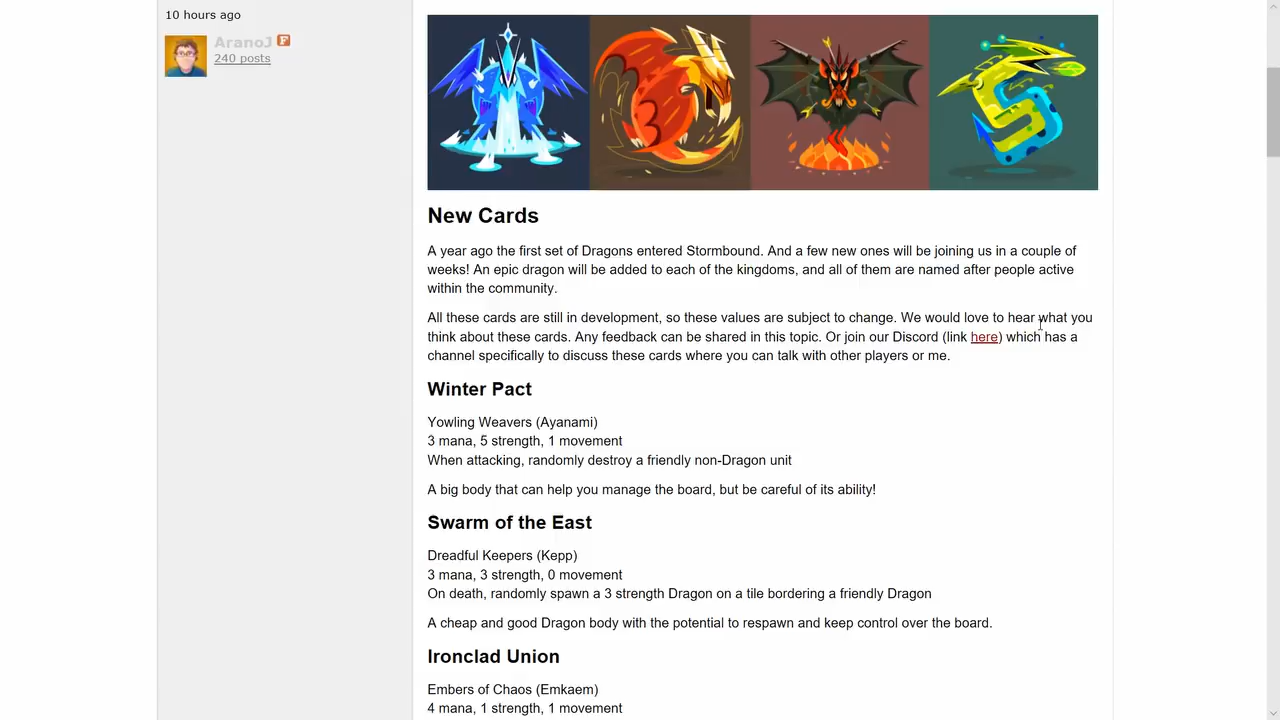 10 hours ago
AranoJ F
240 posts
New Cards
A year ago the first set of Dragons entered Stormbound. And a few new ones will be joining us in a couple of
weeks! An epic dragon will be added to each of the kingdoms, and all of them are named after people active
within the community.
All these cards are still in development, so these values are subject to change. We would love to hear what you
think about these cards. Any feedback can be shared in this topic. Or join our Discord (link here) which has a
channel specifically to discuss these cards where you can talk with other players or me.
Winter Pact
Yowling Weavers (Ayanami)
3 mana, 5 strength, 1 movement
When attacking, randomly destroy a friendly non-Dragon unit
A big body that can help you manage the board, but be careful of its ability!
Swarm of the East
Dreadful Keepers (Kepp)
3 mana, 3 strength, 0 movement
On death, randomly spawn a 3 strength Dragon on a tile bordering a friendly Dragon
A cheap and good Dragon body with the potential to respawn and keep control over the board.
Ironclad Union
Embers of Chaos (Emkaem)
4 mana, 1 strength, 1 movement